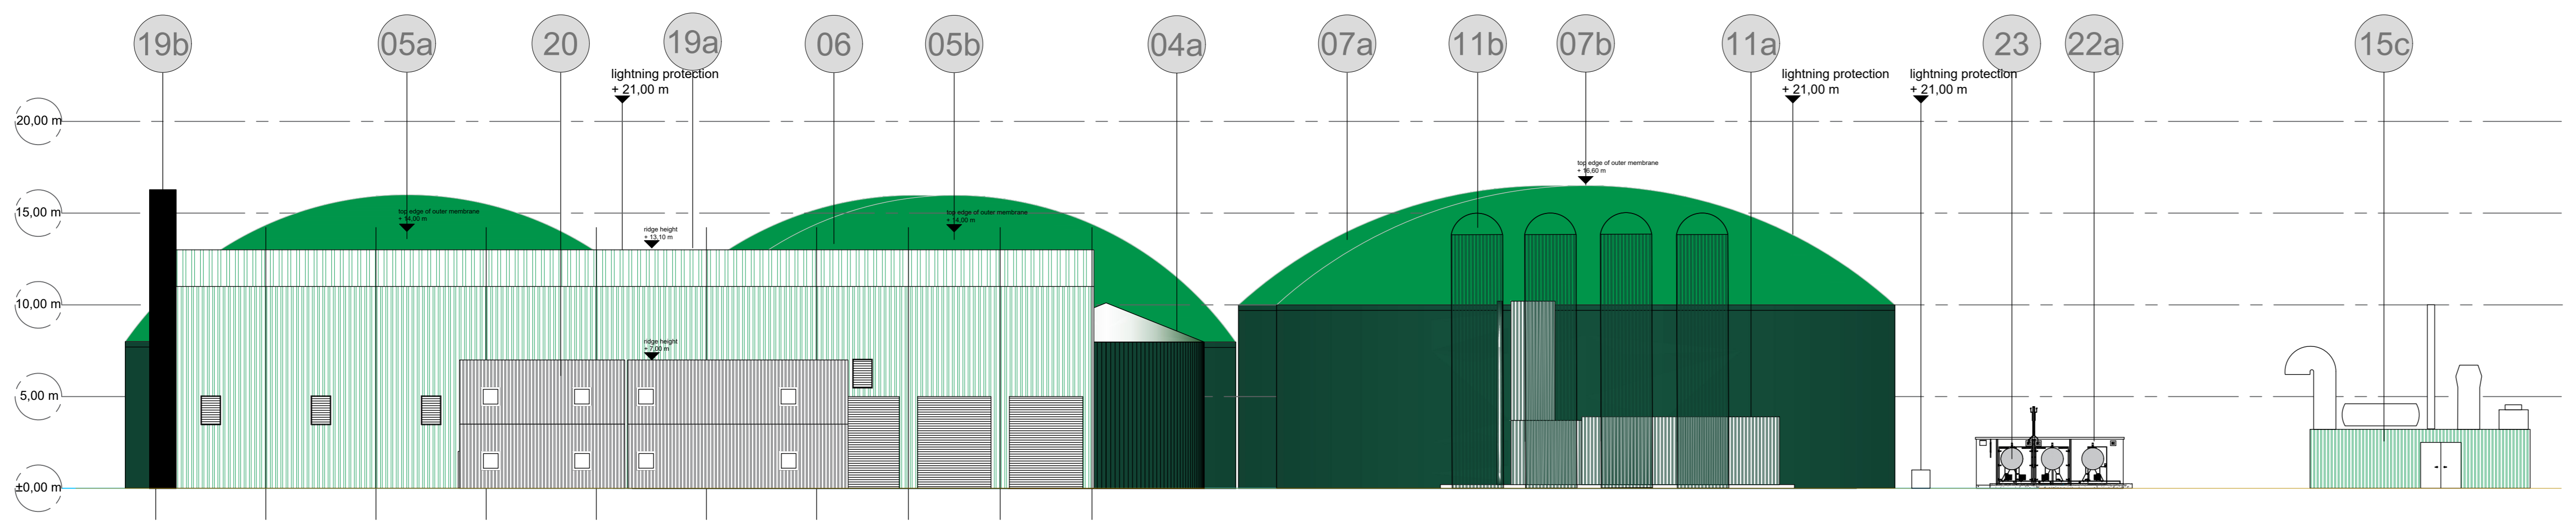 19b
05a
20
19a
06
05b
04a
07a
11b
07b
11a
23
22a
15c
lightning protection
+ 21,00 m
lightning protection
+ 21,00 m
lightning protection
+ 21,00 m
20,00 m
top edge of outer membrane
+ 16,60 m
15,00 m
top edge of outer membrane
+ 14,00 m
top edge of outer membrane
+ 14,00 m
ridge height
+ 13,10 m
10,00 m
ridge height
+ 7,00 m
5,00 m
±0,00 m